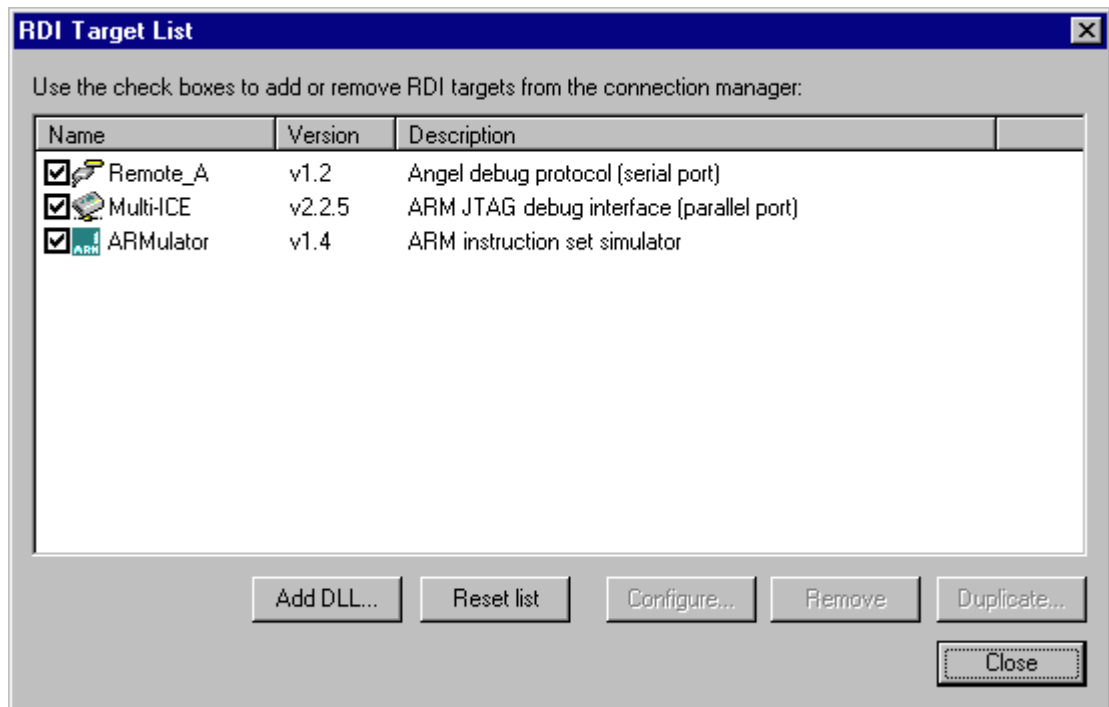 RDI Target List
Use the check boxes to add or remove RDI targets from the connection manager:
Name Version Description
Remote_A v1.2 Angel debug protocol (serial port)
Multi-ICE v2.2.5 ARM JTAG debug interface (parallel port)
ARM ARMulator v1.4 ARM instruction set simulator
Add DLL... Reset list Configure... Remove Duplicate...
Close